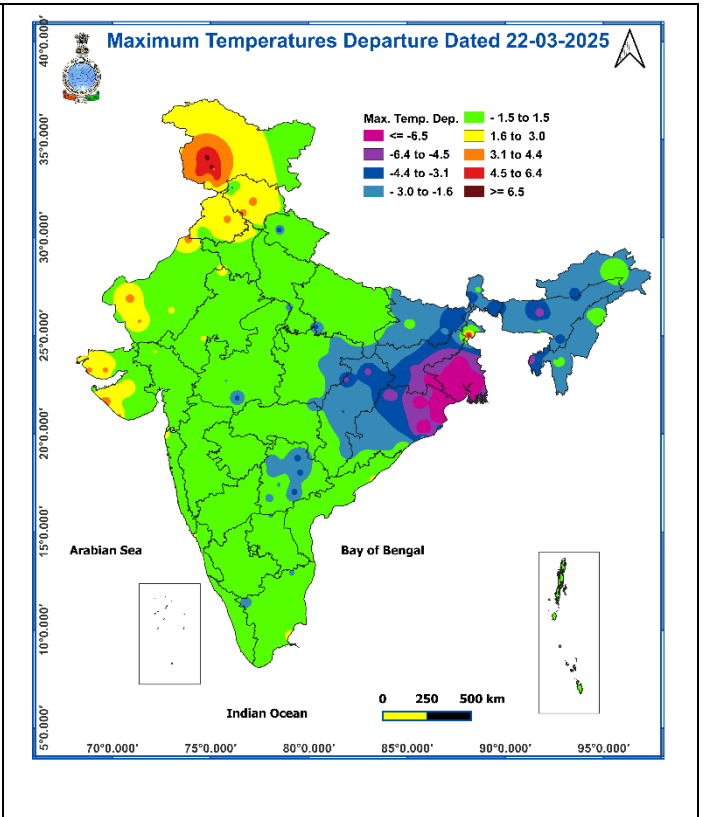 Maximum Temperatures Departure Dated 22-03-2025
Max. Temp. Dep.
<= -6.5
-6.4 to -4.5
-4.4 to -3.1
- 3.0 to -1.6
- 1.5 to 1.5
1.6 to 3.0
3.1 to 4.4
4.5 to 6.4
>= 6.5
40°0.000'
35°0.000'
30°0.000'
25°0.000'
20°0.000'
15°0.000'
10°0.000'
5°0.000'
Arabian Sea
Bay of Bengal
Indian Ocean
0 250 500 km
70°0.000' 75°0.000' 80°0.000' 85°0.000' 90°0.000' 95°0.000'